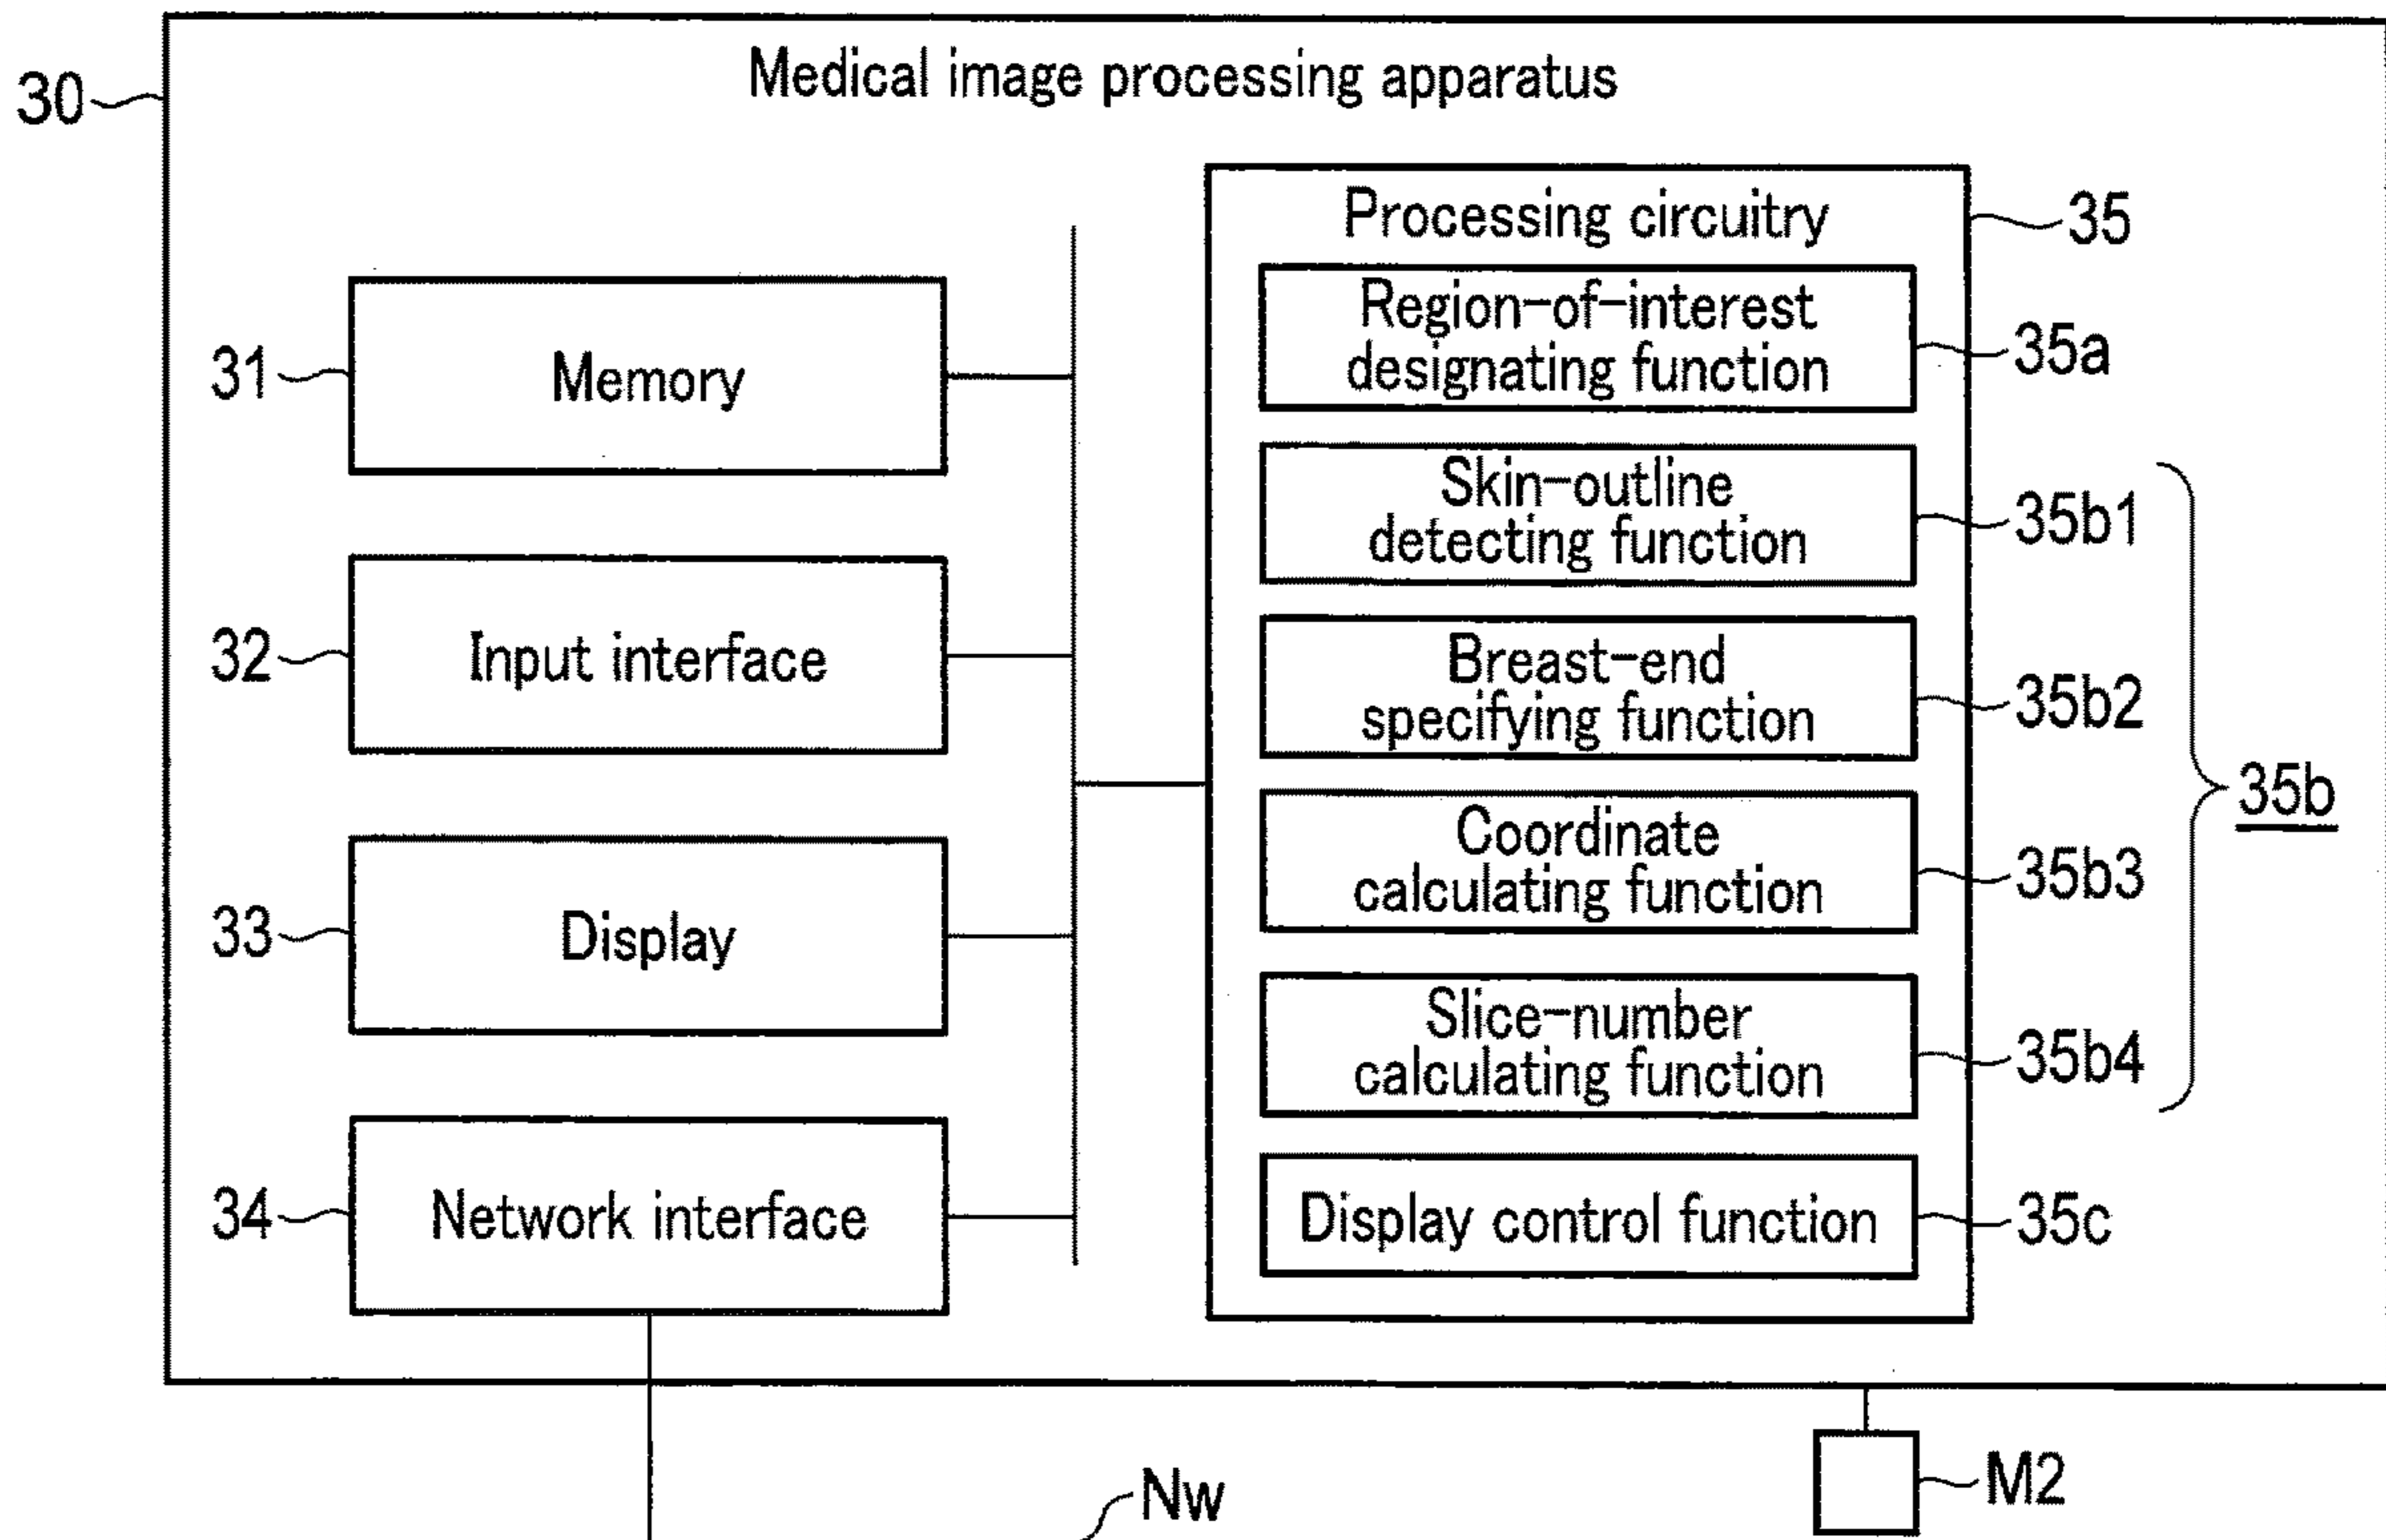 Medical image processing apparatus
30
Processing circuitry
35
Region-of-interest
designating function
35a
31
Memory
Skin-outline
detecting function
35b1
32
Input interface
Breast-end
specifying function
35b2
35b
Coordinate
calculating function
35b3
33
Display
Slice-number
calculating function
35b4
34
Network interface
Display control function
35c
Nw
M2